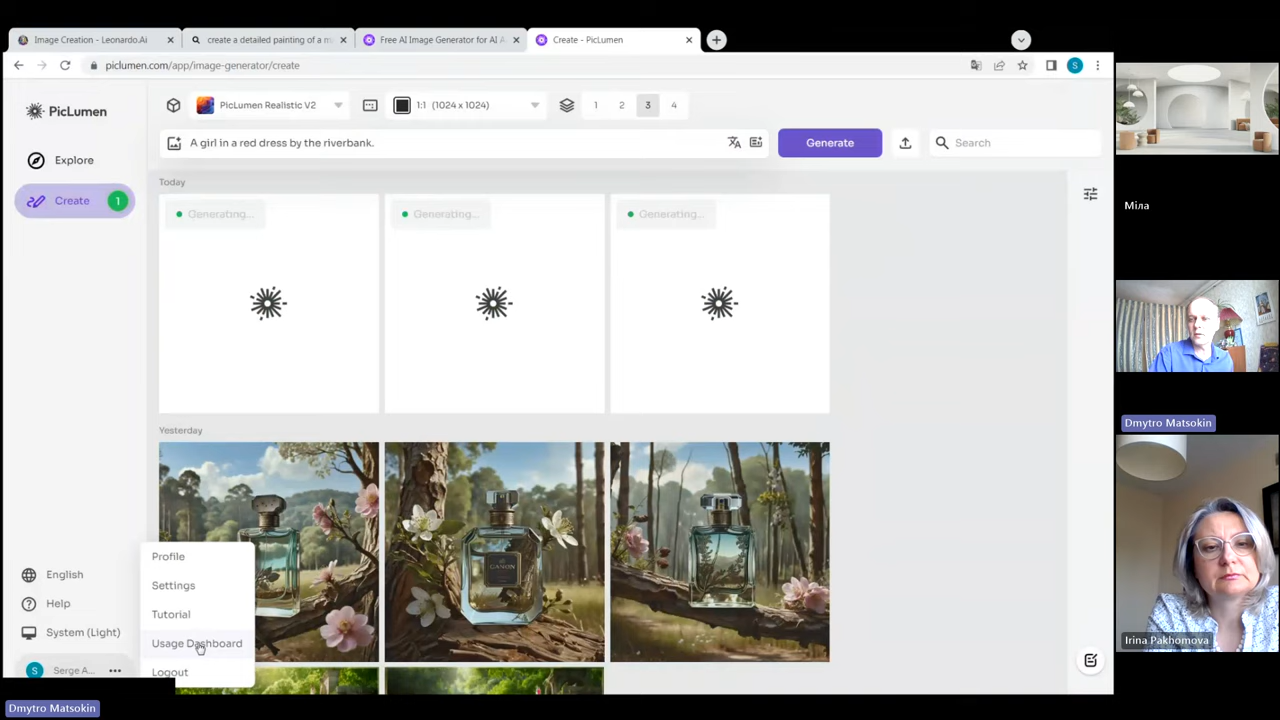 Image Creation - Leonardo.Ai
create a detailed painting of a m
Free AI Image Generator for AI A
Create - PicLumen
piclumen.com/app/image-generator/create
S
PicLumen
PicLumen Realistic V2
1:1 (1024 x 1024)
1 2 3 4
A girl in a red dress by the riverbank.
Generate
Search
Explore
Create 1
Today
Generating...
Generating...
Generating...
Yesterday
CANON
Profile
Settings
Tutorial
Usage Dashboard
Logout
English
Help
System (Light)
S Serge A...
Dmytro Matsokin
Міла
Dmytro Matsokin
Irina Pakhomova